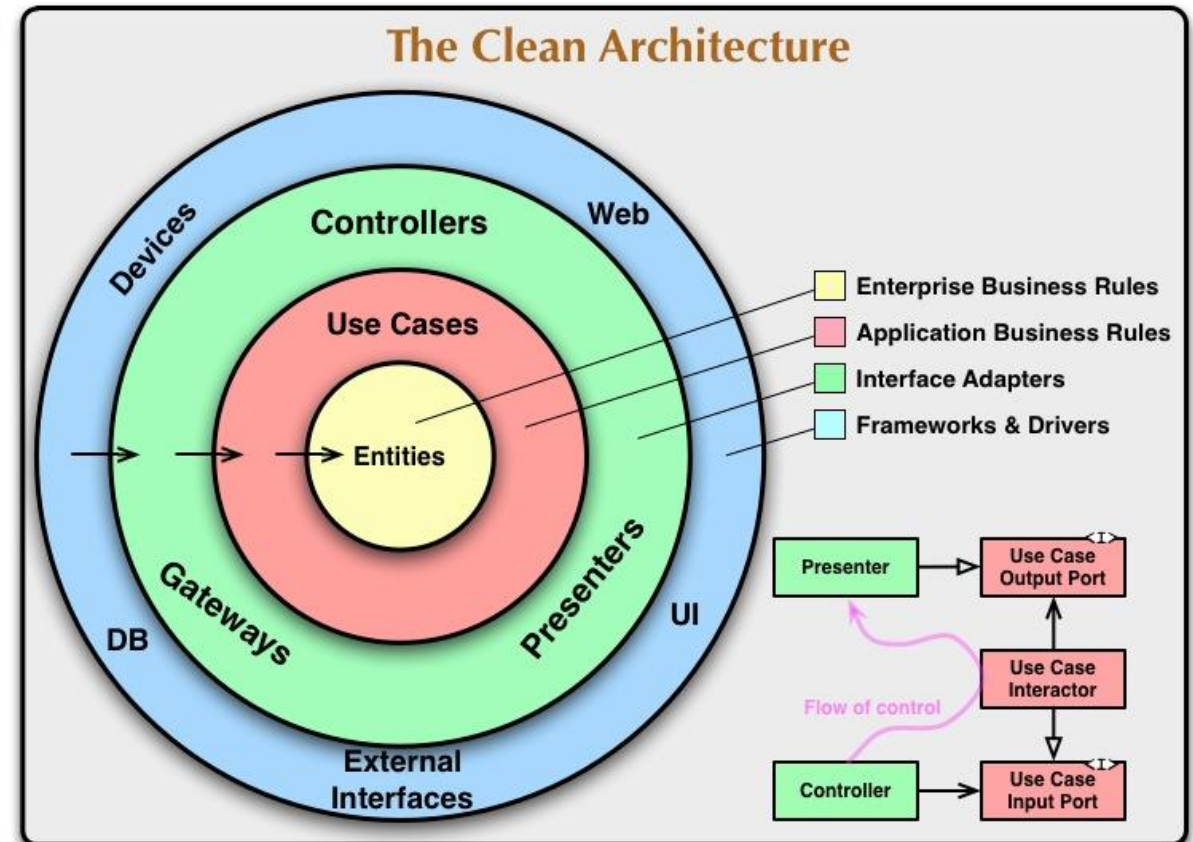 The Clean Architecture
Devices
Controllers
Web
Use Cases
Entities
Gateways
Presenters
DB
UI
External
Interfaces
Enterprise Business Rules
Application Business Rules
Interface Adapters
Frameworks & Drivers
Presenter
<I>
Use Case
Output Port
Flow of control
Use Case
Interactor
Controller
<I>
Use Case
Input Port